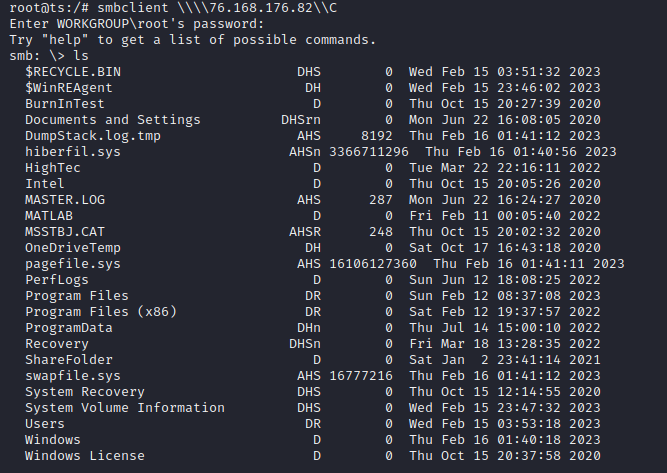 root@ts:/# smbclient \\\\76.168.176.82\\C
Enter WORKGROUP\root's password:
Try "help" to get a list of possible commands.
smb: \> ls
$RECYCLE.BIN DHS 0 Wed Feb 15 03:51:32 2023
$WinREAgent DH 0 Wed Feb 15 23:46:02 2023
BurnInTest D 0 Thu Oct 15 20:27:39 2020
Documents and Settings DHSrn 0 Mon Jun 22 16:08:05 2020
DumpStack.log.tmp AHS 8192 Thu Feb 16 01:41:12 2023
hiberfil.sys AHSn 3366711296 Thu Feb 16 01:40:56 2023
HighTec D 0 Tue Mar 22 22:16:11 2022
Intel D 0 Thu Oct 15 20:05:26 2020
MASTER.LOG AHS 287 Mon Jun 22 16:24:27 2020
MATLAB D 0 Fri Feb 11 00:05:40 2022
MSSTBJ.CAT AHSR 248 Thu Oct 15 20:02:32 2020
OneDriveTemp DH 0 Sat Oct 17 16:43:18 2020
pagefile.sys AHS 16106127360 Thu Feb 16 01:41:11 2023
PerfLogs D 0 Sun Jun 12 18:08:25 2022
Program Files DR 0 Sun Feb 12 08:37:08 2023
Program Files (x86) DR 0 Sat Feb 12 19:37:57 2022
ProgramData DHn 0 Thu Jul 14 15:00:10 2022
Recovery DHSn 0 Fri Mar 18 13:28:35 2022
ShareFolder D 0 Sat Jan 2 23:41:14 2021
swapfile.sys AHS 16777216 Thu Feb 16 01:41:12 2023
System Recovery DHS 0 Thu Oct 15 12:14:55 2020
System Volume Information DHS 0 Wed Feb 15 23:47:32 2023
Users DR 0 Wed Feb 15 03:53:18 2023
Windows D 0 Thu Feb 16 01:40:18 2023
Windows License D 0 Thu Oct 15 20:37:58 2020